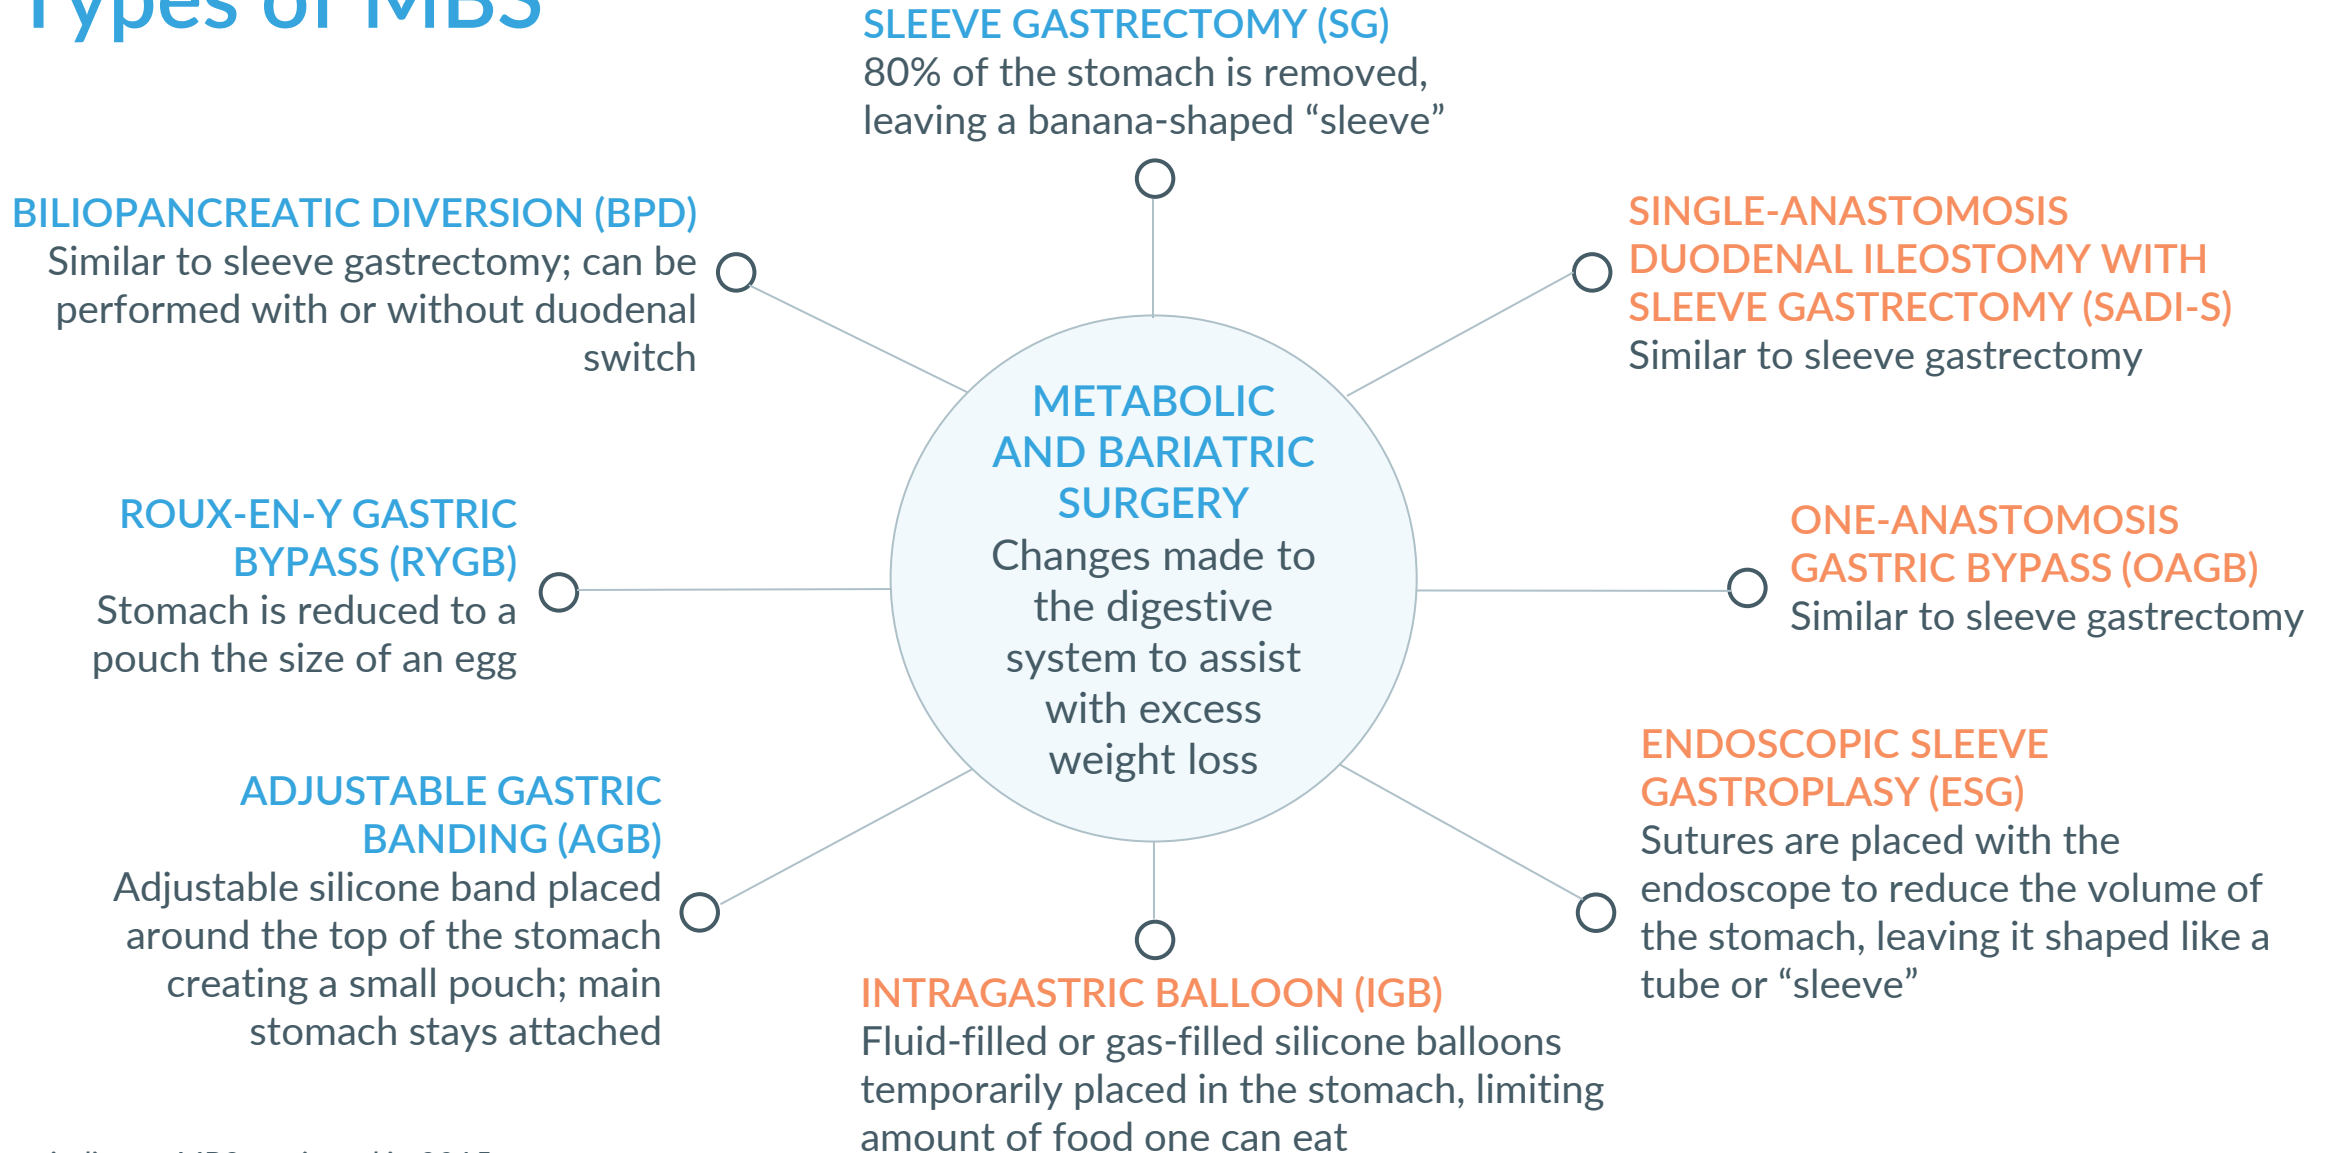 Types of MBS
SLEEVE GASTRECTOMY (SG)
80% of the stomach is removed,
leaving a banana-shaped “sleeve”
BILIOPANCREATIC DIVERSION (BPD)
Similar to sleeve gastrectomy; can be
performed with or without duodenal
switch
SINGLE-ANASTOMOSIS
DUODENAL ILEOSTOMY WITH
SLEEVE GASTRECTOMY (SADI-S)
Similar to sleeve gastrectomy
METABOLIC
AND BARIATRIC
SURGERY
Changes made to
the digestive
system to assist
with excess
weight loss
ROUX-EN-Y GASTRIC
BYPASS (RYGB)
Stomach is reduced to a
pouch the size of an egg
ONE-ANASTOMOSIS
GASTRIC BYPASS (OAGB)
Similar to sleeve gastrectomy
ADJUSTABLE GASTRIC
BANDING (AGB)
Adjustable silicone band placed
around the top of the stomach
creating a small pouch; main
stomach stays attached
ENDOSCOPIC SLEEVE
GASTROPLASY (ESG)
Sutures are placed with the
endoscope to reduce the volume of
the stomach, leaving it shaped like a
tube or “sleeve”
INTRAGASTRIC BALLOON (IGB)
Fluid-filled or gas-filled silicone balloons
temporarily placed in the stomach, limiting
amount of food one can eat